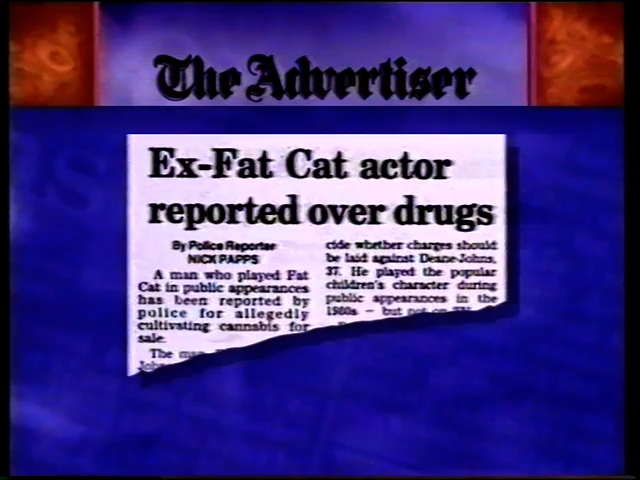 The Advertiser
Ex-Fat Cat actor
reported over drugs
By Police Reporter
NICK PAPPS
A man who played Fat
Cat in public appearances
has been reported by
police for allegedly
cultivating cannabis for
sale.
The man
cide whether charges should
be laid against Deane-Johns,
37. He played the popular
children's character during
public appearances in the
1980s — but not on